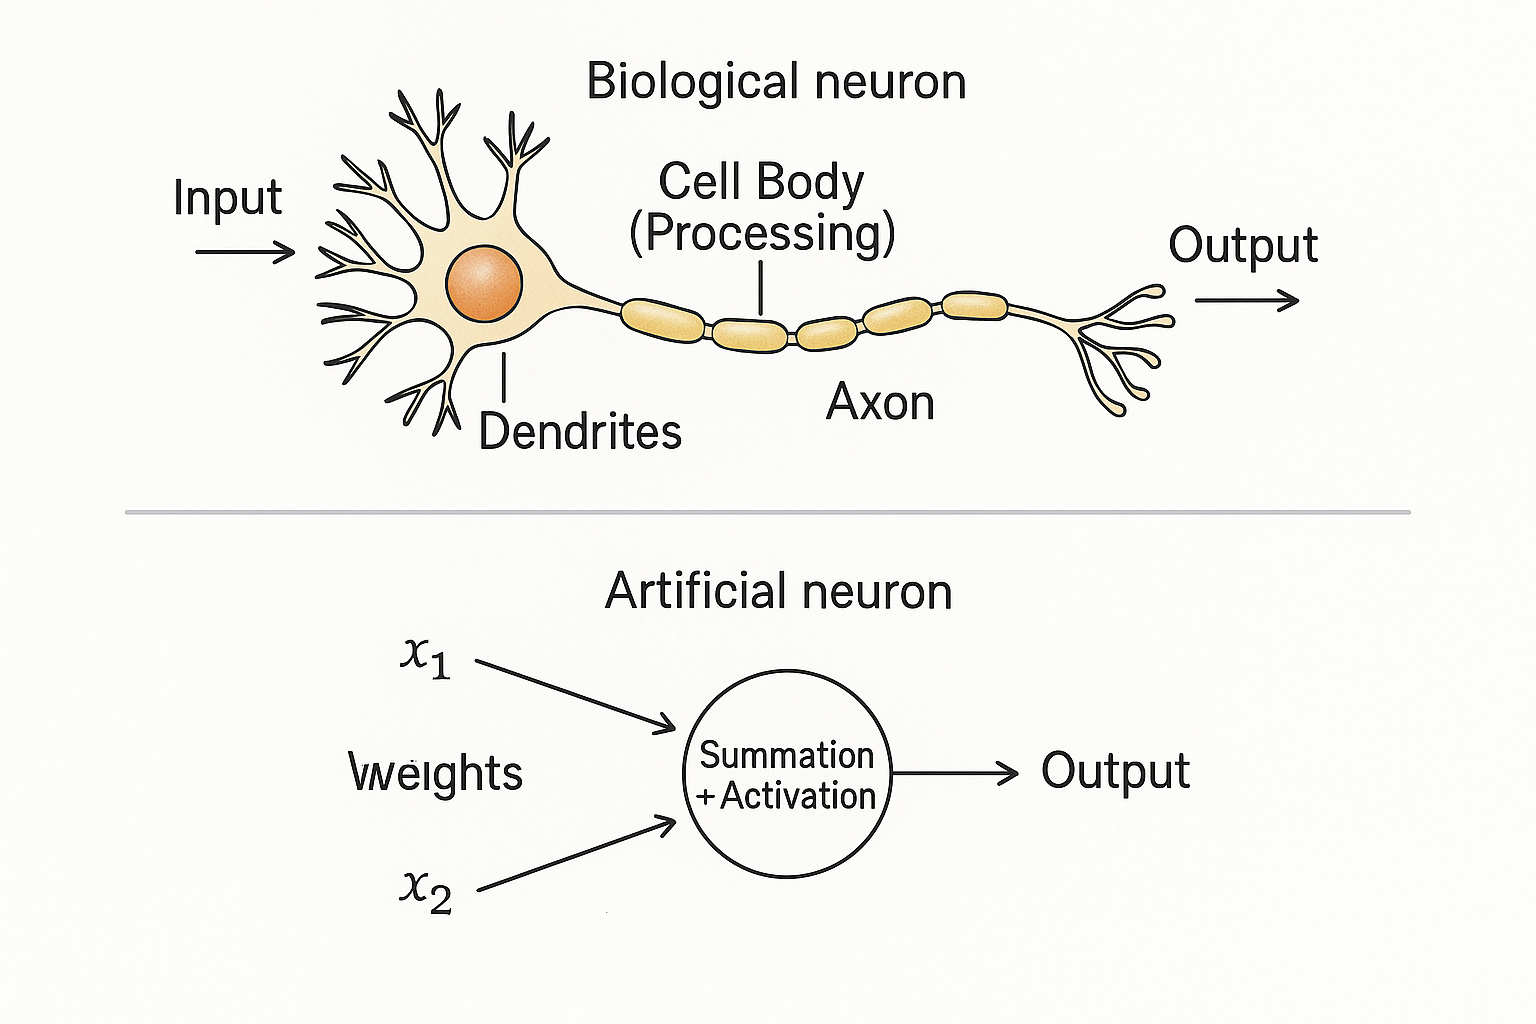 Biological neuron
Input
Cell Body
(Processing)
Output
Axon
Dendrites
Artificial neuron
x₁
Weights
Summation
+Activation
Output
x₂